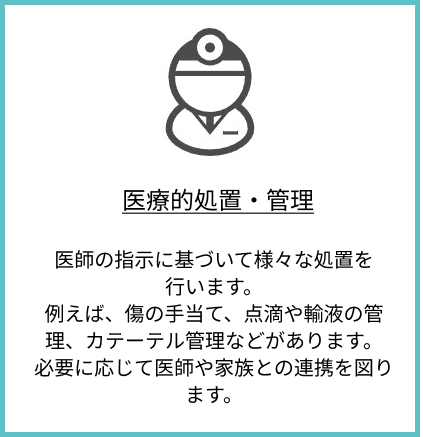 医療的処置・管理
医師の指示に基づいて様々な処置を
行います。
例えば、傷の手当て、点滴や輸液の管
理、カテーテル管理などがあります。
必要に応じて医師や家族との連携を図り
ます。